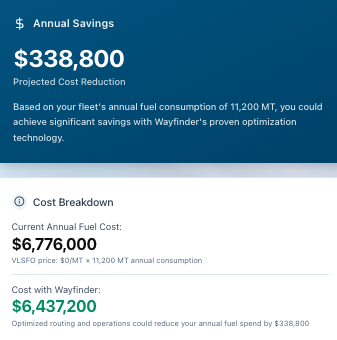 Annual Savings
$338,800
Projected Cost Reduction
Based on your fleet's annual fuel consumption of 11,200 MT, you could
achieve significant savings with Wayfinder's proven optimization
technology.
Cost Breakdown
Current Annual Fuel Cost:
$6,776,000
VLSFO price: $0/MT × 11,200 MT annual consumption
Cost with Wayfinder:
$6,437,200
Optimized routing and operations could reduce your annual fuel spend by $338,800